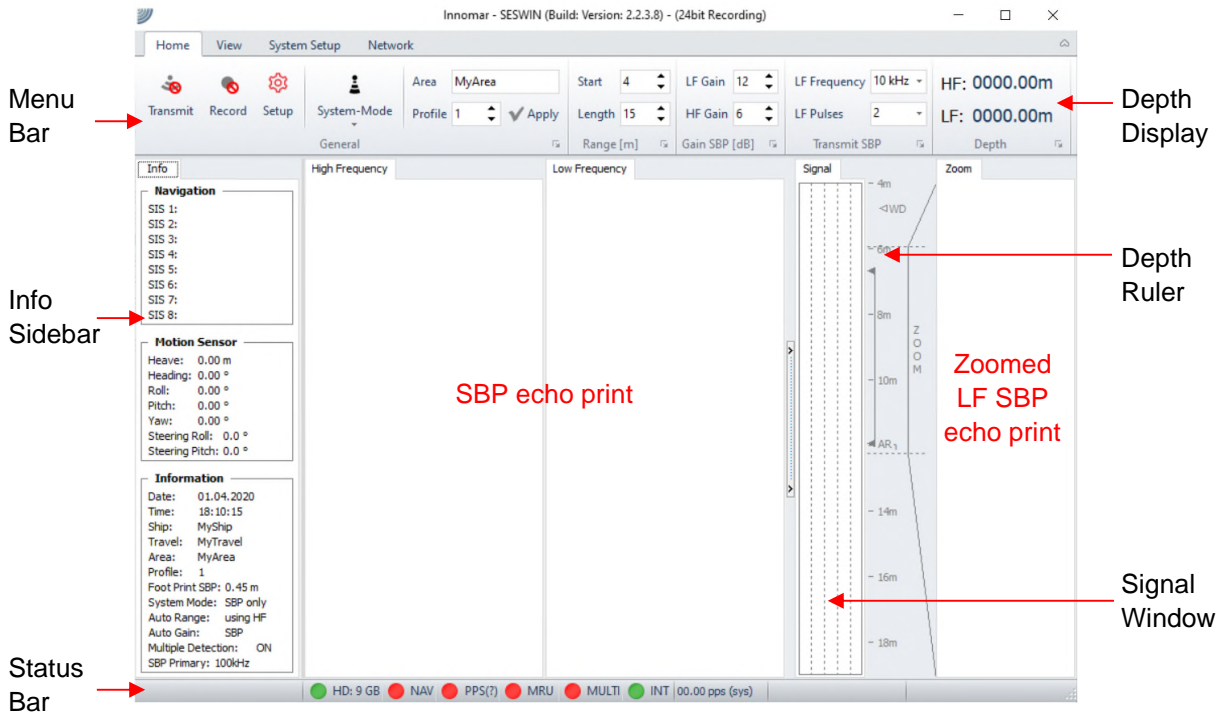 Innomar - SESWIN (Build: Version: 2.2.3.8) - (24bit Recording)
Home View System Setup Network
Transmit Record Setup System-Mode
Area MyArea
Profile 1 Apply
General
Start 4
Length 15
Range [m]
LF Gain 12
HF Gain 6
Gain SBP [dB]
LF Frequency 10 kHz
LF Pulses 2
Transmit SBP
HF: 0000.00m
LF: 0000.00m
Depth
Menu
Bar
Depth
Display
Info
High Frequency
Low Frequency
Signal
Zoom
Navigation
SIS 1:
SIS 2:
SIS 3:
SIS 4:
SIS 5:
SIS 6:
SIS 7:
SIS 8:
Info
Sidebar
Motion Sensor
Heave: 0.00 m
Heading: 0.00 °
Roll: 0.00 °
Pitch: 0.00 °
Yaw: 0.00 °
Steering Roll: 0.0 °
Steering Pitch: 0.0 °
Information
Date: 01.04.2020
Time: 18:10:15
Ship: MyShip
Travel: MyTravel
Area: MyArea
Profile: 1
Foot Print SBP: 0.45 m
System Mode: SBP only
Auto Range: using HF
Auto Gain: SBP
Multiple Detection: ON
SBP Primary: 100kHz
SBP echo print
4m
WD
6m
8m
ZOOM
10m
AR3
14m
16m
18m
Zoomed
LF SBP
echo print
Depth
Ruler
Signal
Window
Status
Bar
HD: 9 GB NAV PPS(?) MRU MULTI INT 00.00 pps (sys)